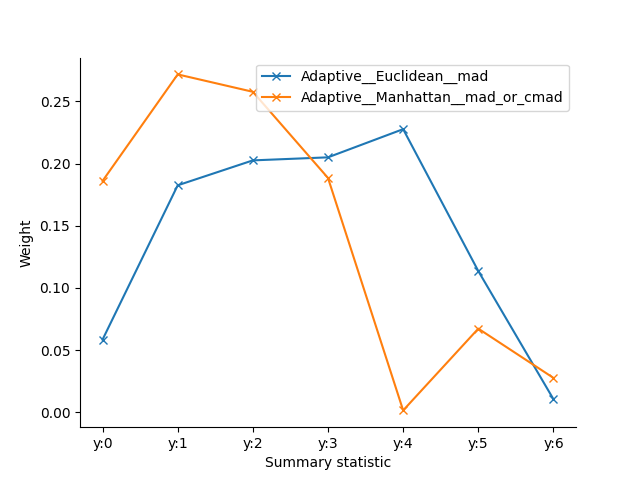 Adaptive__Euclidean__mad
Adaptive__Manhattan__mad_or_cmad
0.25
0.20
0.15
0.10
0.05
0.00
Weight
y:0 y:1 y:2 y:3 y:4 y:5 y:6
Summary statistic